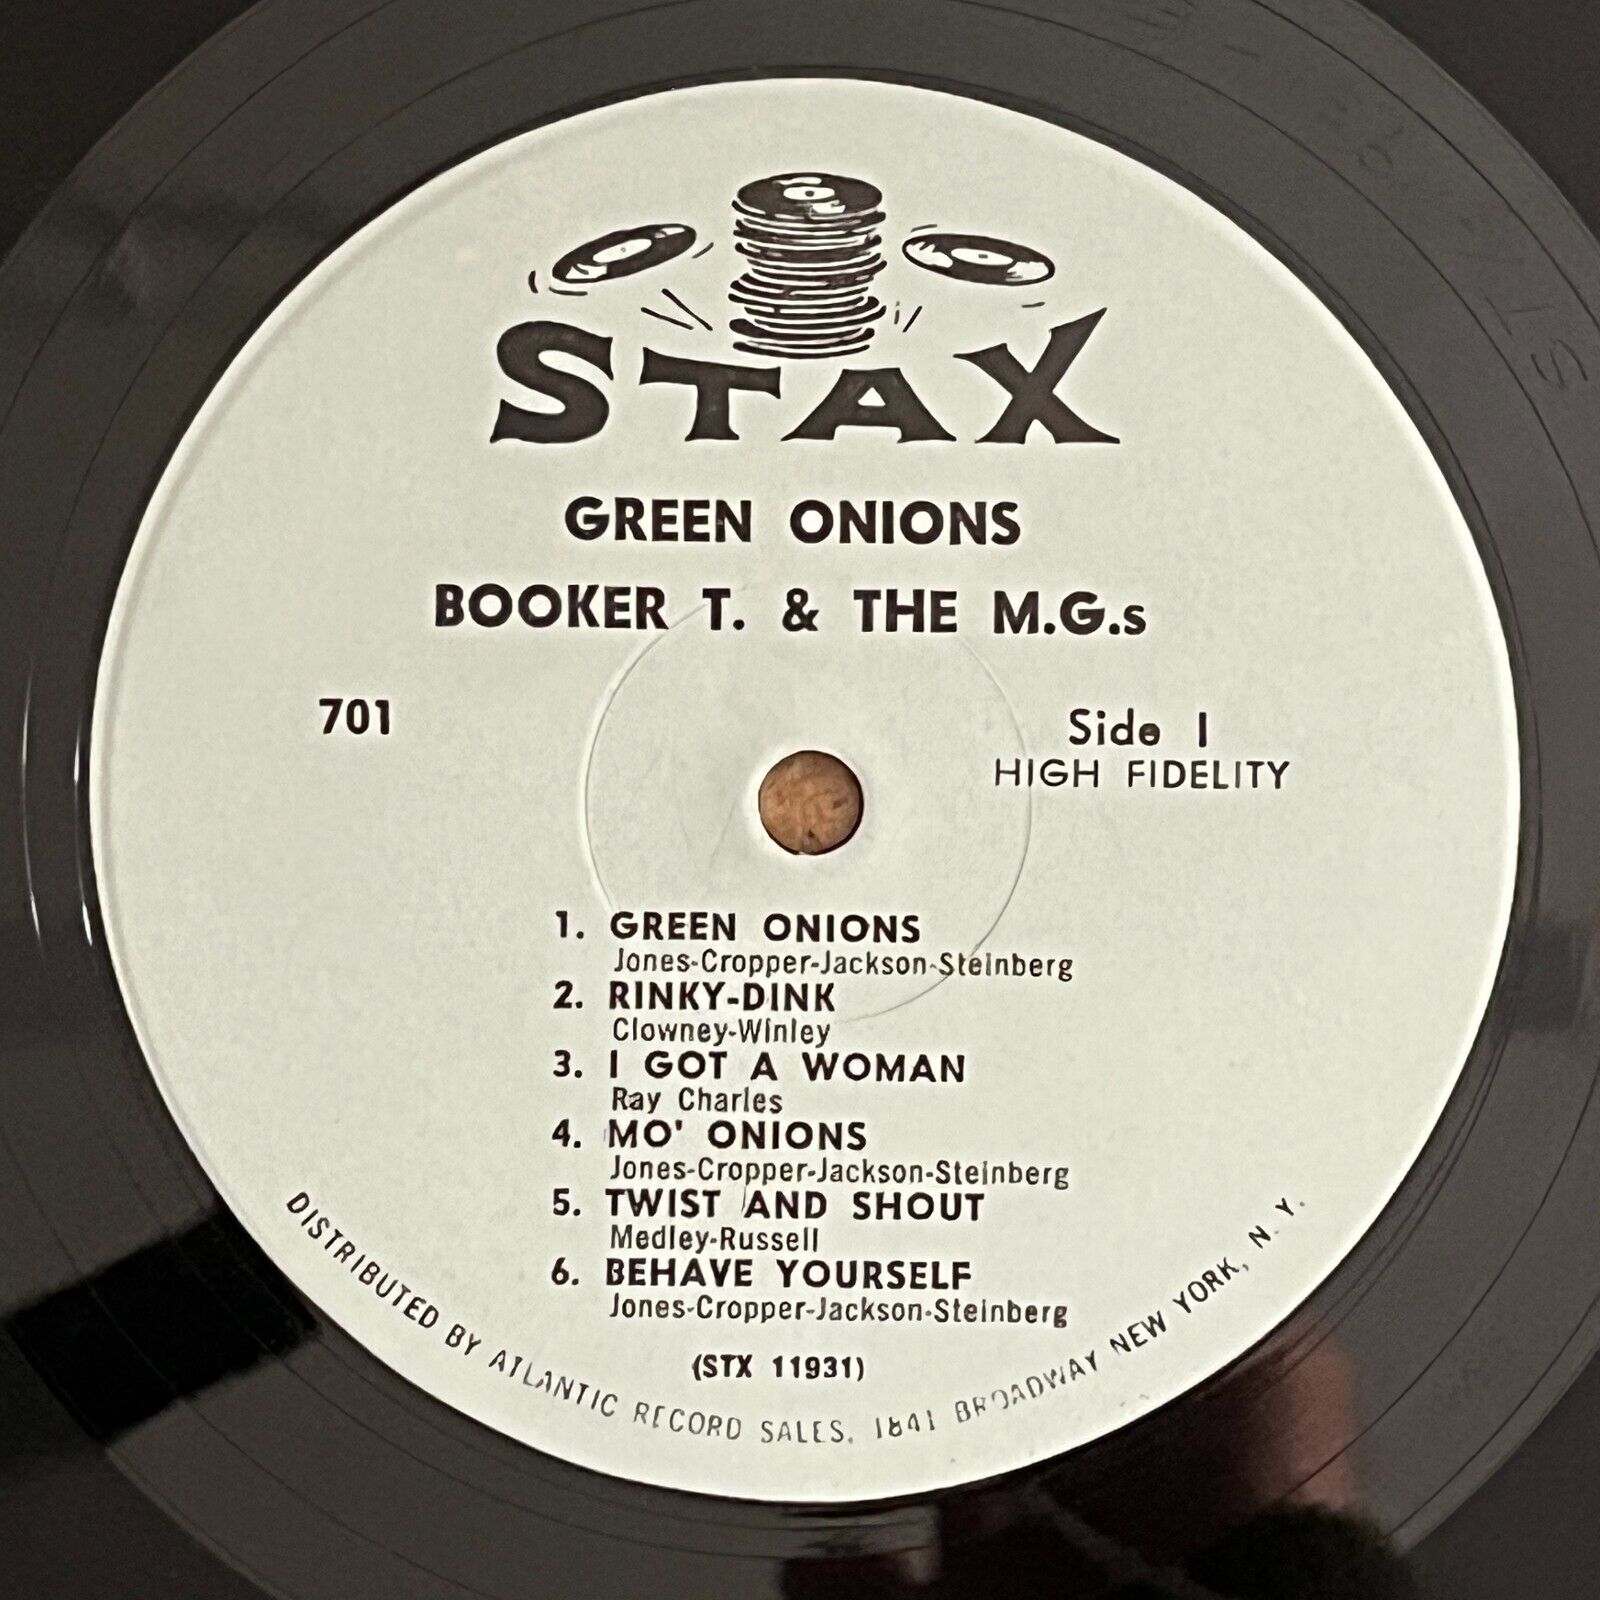 STAX
GREEN ONIONS
BOOKER T. & THE M.G.s
701
Side 1
HIGH FIDELITY
1. GREEN ONIONS
Jones-Cropper-Jackson-Steinberg
2. RINKY-DINK
Clowney-Winley
3. I GOT A WOMAN
Ray Charles
4. MO' ONIONS
Jones-Cropper-Jackson-Steinberg
5. TWIST AND SHOUT
Medley-Russell
6. BEHAVE YOURSELF
Jones-Cropper-Jackson-Steinberg
(STX 11931)
DISTRIBUTED BY ATLANTIC RECORD SALES, 1841 BROADWAY NEW YORK, N. Y.